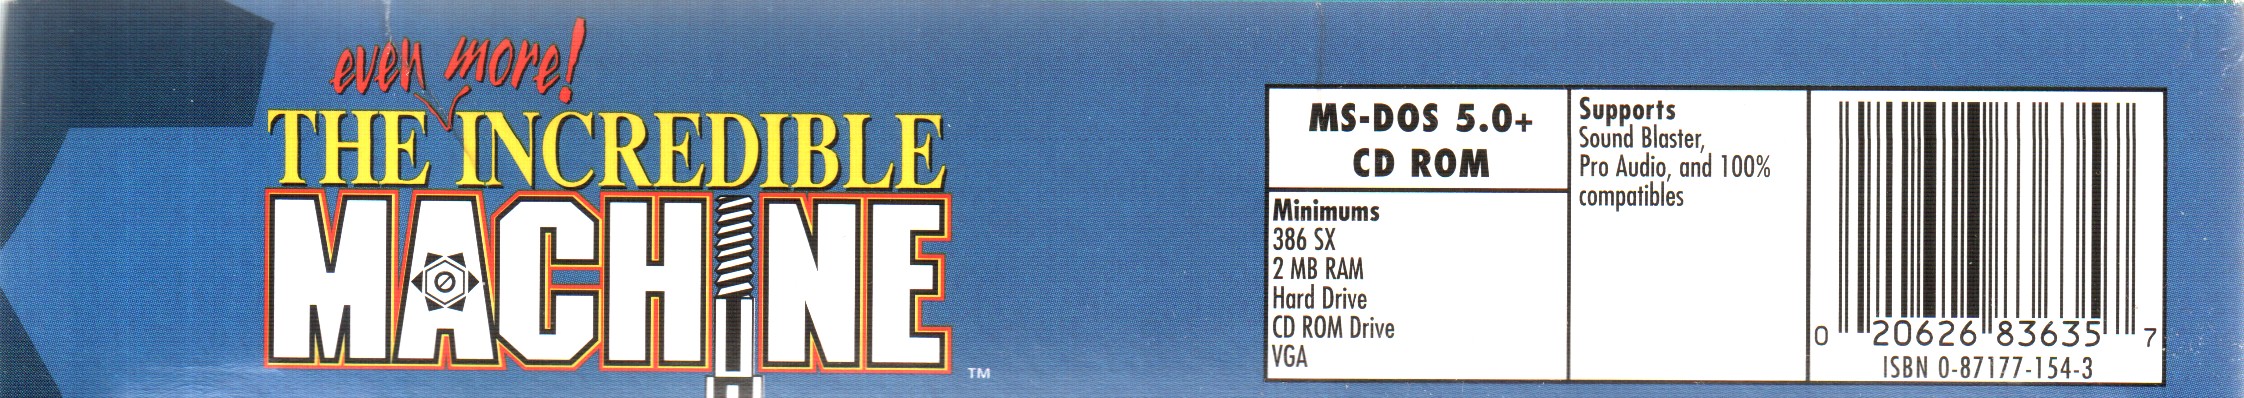 even more!
THE INCREDIBLE
MACHINE
TM
MS-DOS 5.0+
CD ROM
Minimums
386 SX
2 MB RAM
Hard Drive
CD ROM Drive
VGA
Supports
Sound Blaster,
Pro Audio, and 100%
compatibles
0 20626 83635 7
ISBN 0-87177-154-3